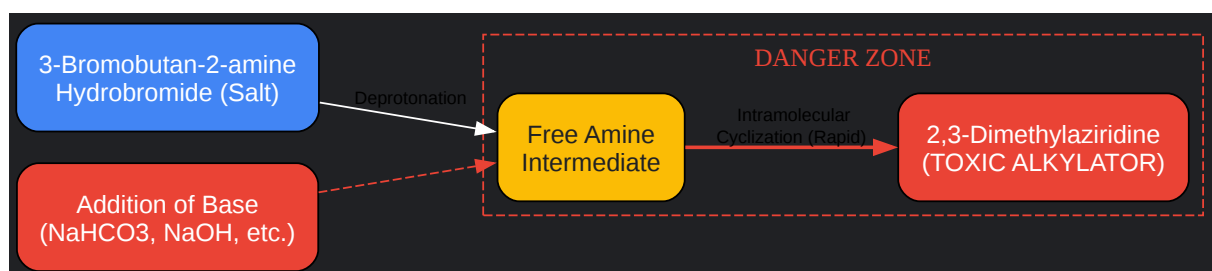 3-Bromobutan-2-amine
Hydrobromide (Salt)
Deprotonation
Addition of Base
(NaHCO3, NaOH, etc.)
DANGER ZONE
Free Amine
Intermediate
Intramolecular
Cyclization (Rapid)
2,3-Dimethylaziridine
(TOXIC ALKYLATOR)